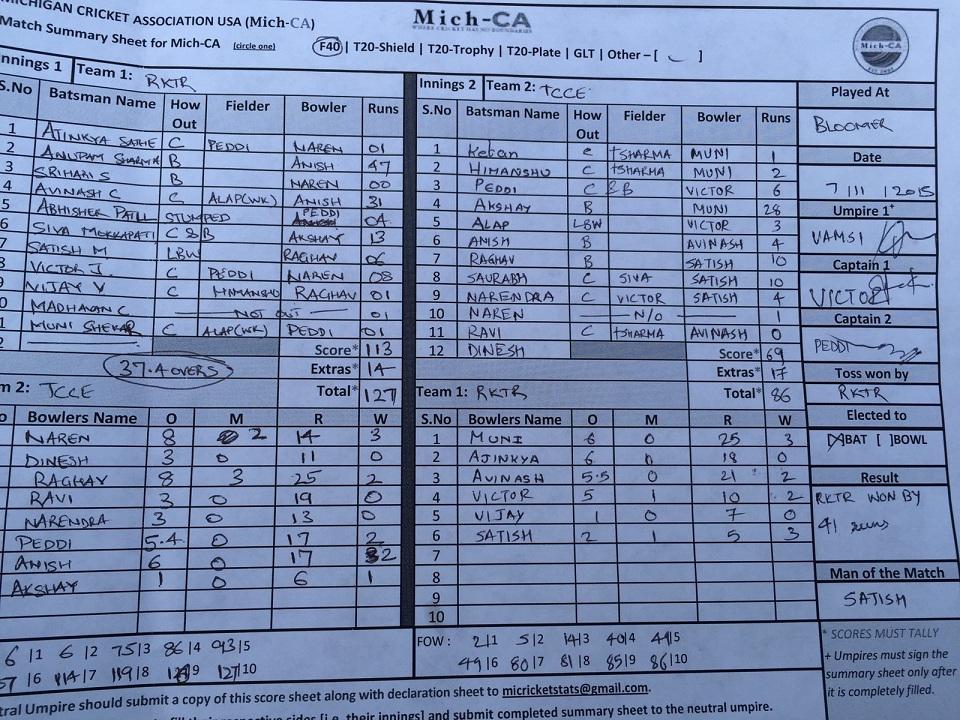 MICHIGAN CRICKET ASSOCIATION USA (Mich-CA)
Mich-CA
Match Summary Sheet for Mich-CA (circle one) F40 | T20-Shield | T20-Trophy | T20-Plate | GLT | Other – [ ]
Mich-CA
Innings 1 Team 1: RKTR
S.No Batsman Name How Out Fielder Bowler Runs
1 AJINKYA SATHE C PEDDI NAREN 01
2 ANUPAM SHARMA B ANISH 47
3 SRIHARI S B NAREN 00
4 AVINASH C C ALAP(WK) ANISH 31
5 ABHISHEK PATIL STUMPED PEDDI 04
6 SIVA MOKKAPATI C & B AKSHAY 13
7 SATISH M LBW RAGHAV 06
8 VICTOR J. C PEDDI NAREN 08
9 VIJAY V C HIMANSHU RAGHAV 01
0 MADHAVAN C NOT OUT 01
1 MUNI SHEKAR C ALAP(WK) PEDDI 01
2
Score* 113
37.4 OVERS Extras* 14
Total* 127
m 2: TCCE
o Bowlers Name O M R W
NAREN 8 2 14 3
DINESH 3 0 11 0
RAGHAV 8 3 25 2
RAVI 3 0 19 0
NARENDRA 3 0 13 0
PEDDI 5.4 0 17 2
ANISH 6 0 17 2
AKSHAY 1 0 6 1
6/1 6/2 75/3 86/4 93/5
97/6 114/7 119/8 /9 127/10
Innings 2 Team 2: TCCE
S.No Batsman Name How Out Fielder Bowler Runs
1 Ketan c †SHARMA MUNI 1
2 HIMANSHU C †SHARMA MUNI 2
3 PEDDI C & B VICTOR 6
4 AKSHAY B MUNI 28
5 ALAP LBW VICTOR 3
6 ANISH B AVINASH 4
7 RAGHAV B SATISH 10
8 SAURABH C SIVA SATISH 10
9 NARENDRA C VICTOR SATISH 4
10 NAREN N/O 1
11 RAVI C †SHARMA AVINASH 0
12 DINESH
Score* 69
Extras* 17
Total* 86
Team 1: RKTR
S.No Bowlers Name O M R W
1 MUNI 6 0 25 3
2 AJINKYA 6 0 18 0
3 AVINASH 5.5 0 21 2
4 VICTOR 5 1 10 2
5 VIJAY 1 0 7 0
6 SATISH 2 1 5 3
7
8
9
10
FOW : 2/1 5/2 14/3 40/4 44/5
49/6 80/7 81/8 85/9 86/10
Played At
BLOOMER
Date
7/11/2015
Umpire 1+
VAMSI
Captain 1
VICTOR
Captain 2
PEDDI
Toss won by
RKTR
Elected to
[X]BAT [ ]BOWL
Result
RKTR WON BY
41 runs
Man of the Match
SATISH
* SCORES MUST TALLY
+ Umpires must sign the
summary sheet only after
it is completely filled.
tral Umpire should submit a copy of this score sheet along with declaration sheet to micricketstats@gmail.com.
respective sides [i.e. their innings] and submit completed summary sheet to the neutral umpire.